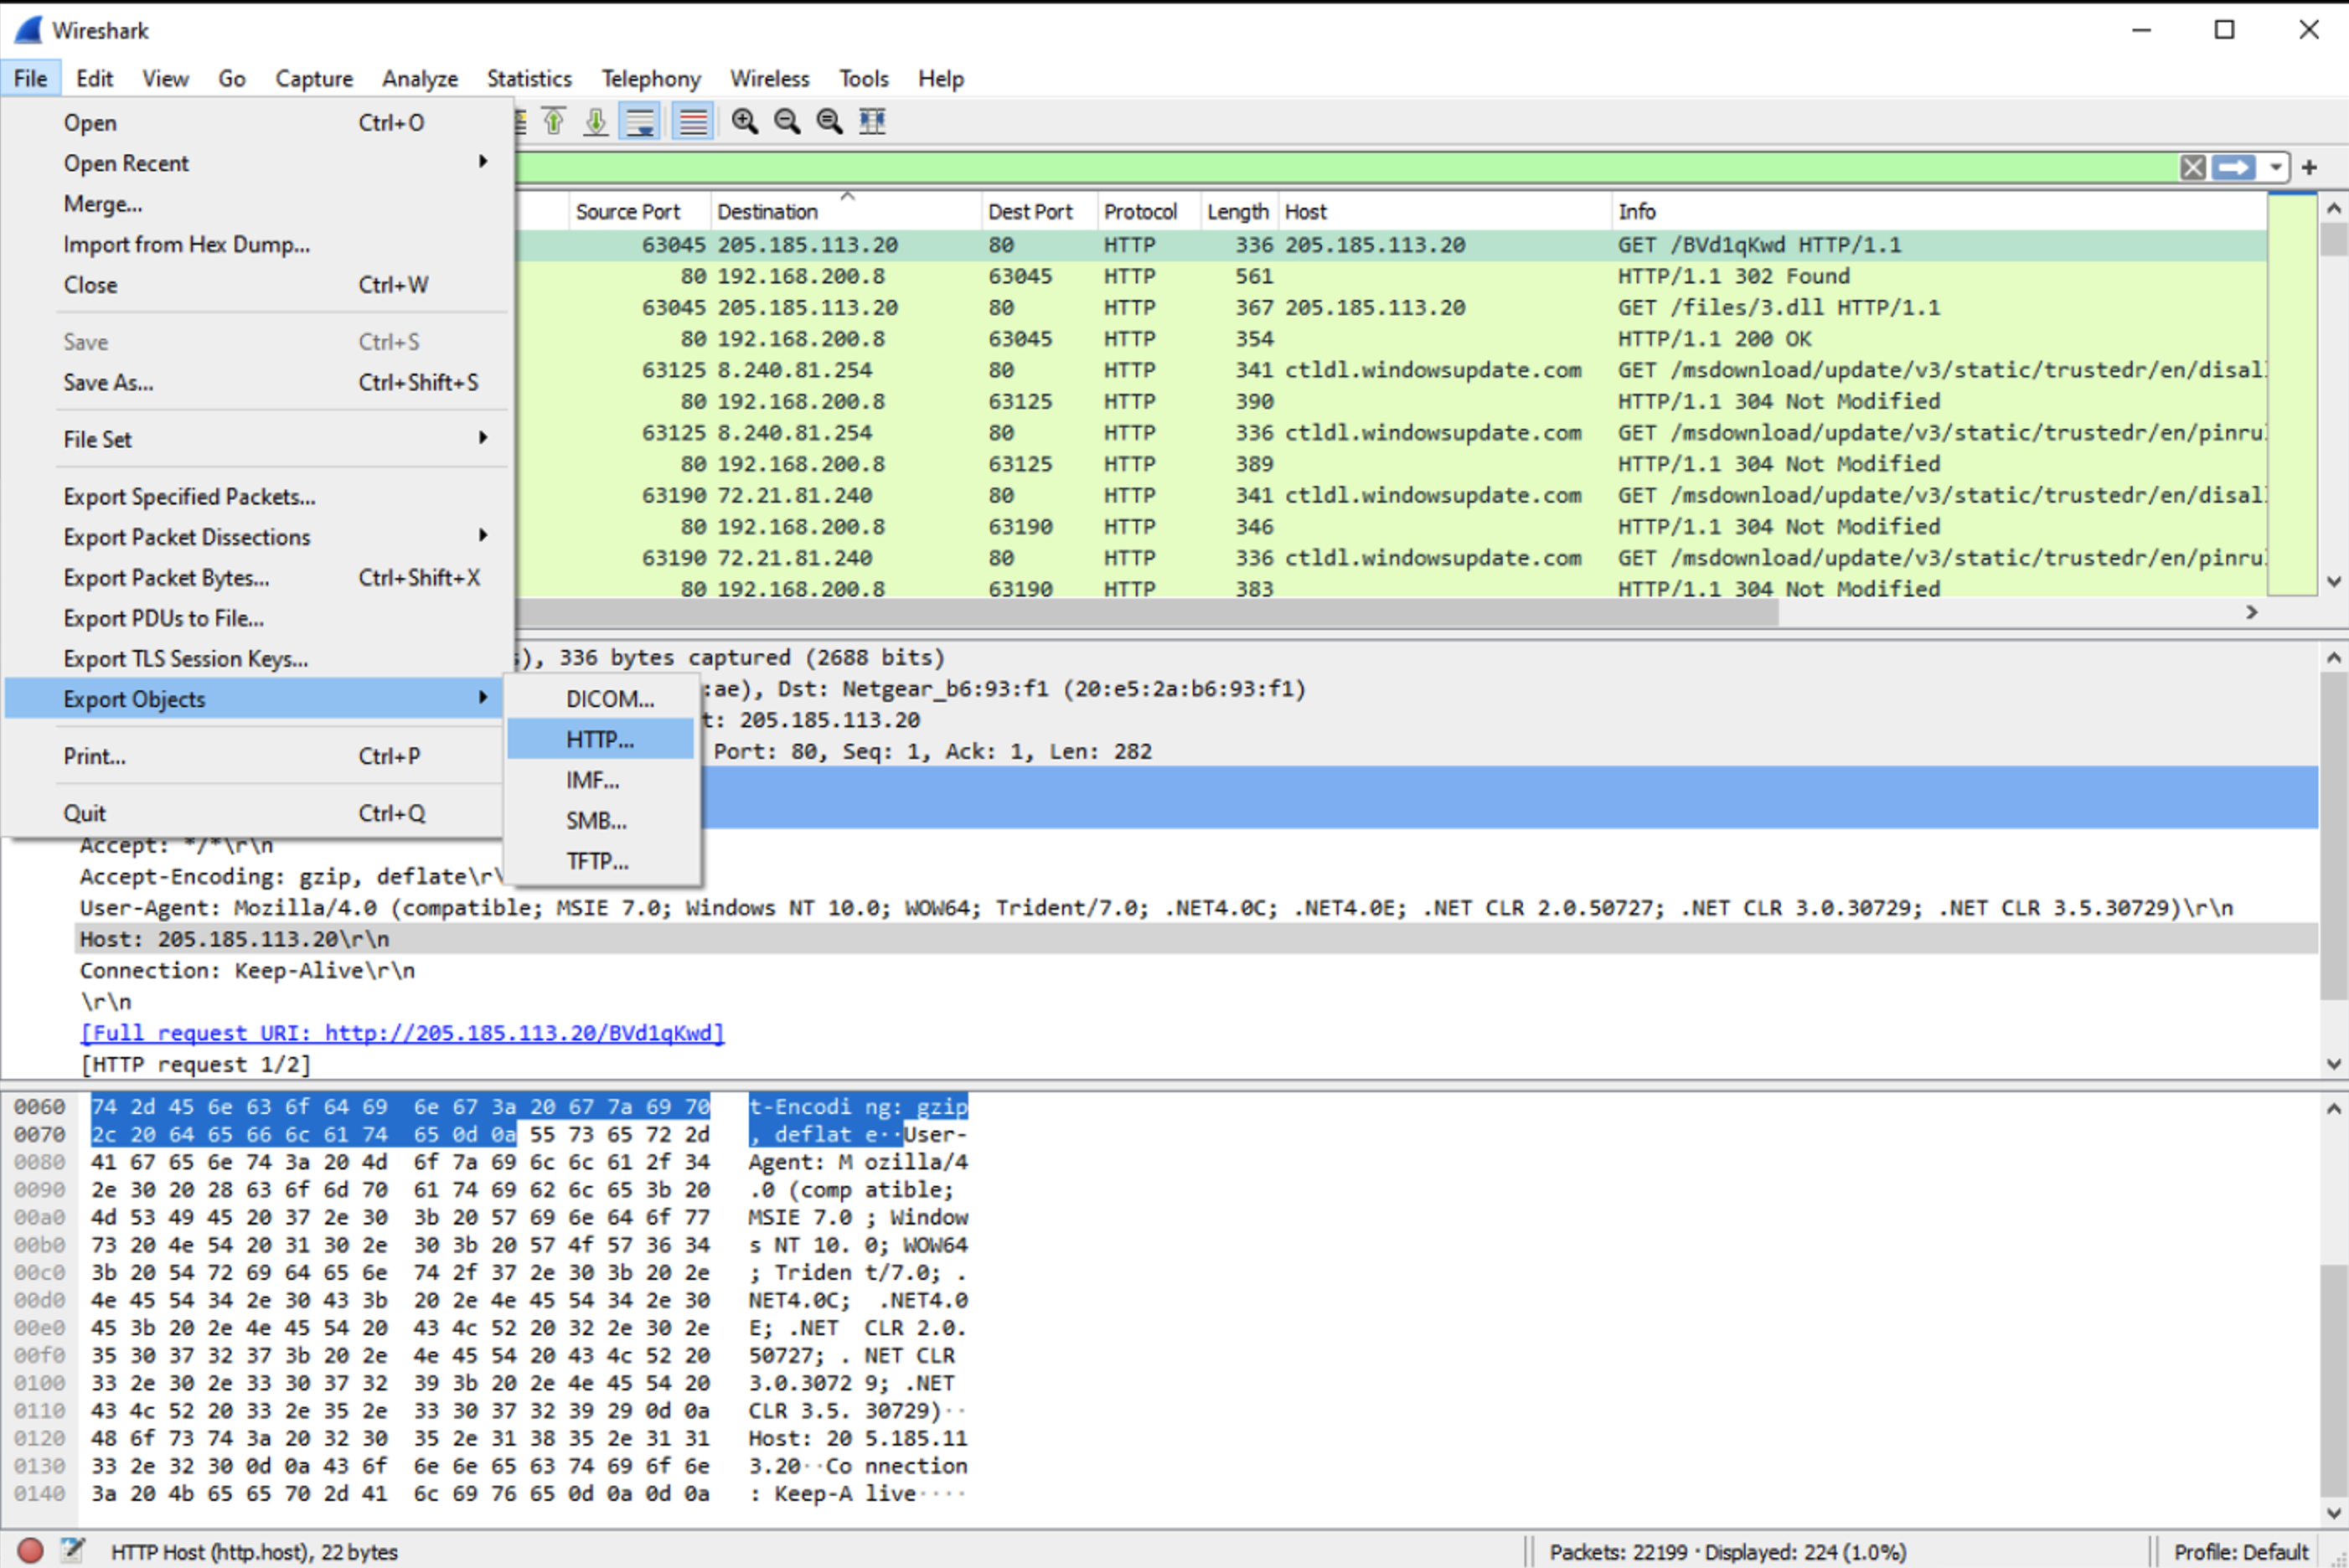 Wireshark
File Edit View Go Capture Analyze Statistics Telephony Wireless Tools Help
Open Ctrl+O
Open Recent
Merge...
Import from Hex Dump...
Close Ctrl+W
Save Ctrl+S
Save As... Ctrl+Shift+S
File Set
Export Specified Packets...
Export Packet Dissections
Export Packet Bytes... Ctrl+Shift+X
Export PDUs to File...
Export TLS Session Keys...
Export Objects
Print... Ctrl+P
Quit Ctrl+Q
DICOM...
HTTP...
IMF...
SMB...
TFTP...
Source Port Destination Dest Port Protocol Length Host Info
63045 205.185.113.20 80 HTTP 336 205.185.113.20 GET /BVd1qKwd HTTP/1.1
80 192.168.200.8 63045 HTTP 561 HTTP/1.1 302 Found
63045 205.185.113.20 80 HTTP 367 205.185.113.20 GET /files/3.dll HTTP/1.1
80 192.168.200.8 63045 HTTP 354 HTTP/1.1 200 OK
63125 8.240.81.254 80 HTTP 341 ctldl.windowsupdate.com GET /msdownload/update/v3/static/trustedr/en/disal
80 192.168.200.8 63125 HTTP 390 HTTP/1.1 304 Not Modified
63125 8.240.81.254 80 HTTP 336 ctldl.windowsupdate.com GET /msdownload/update/v3/static/trustedr/en/pinru
80 192.168.200.8 63125 HTTP 389 HTTP/1.1 304 Not Modified
63190 72.21.81.240 80 HTTP 341 ctldl.windowsupdate.com GET /msdownload/update/v3/static/trustedr/en/disal
80 192.168.200.8 63190 HTTP 346 HTTP/1.1 304 Not Modified
63190 72.21.81.240 80 HTTP 336 ctldl.windowsupdate.com GET /msdownload/update/v3/static/trustedr/en/pinru
80 192.168.200.8 63190 HTTP 383 HTTP/1.1 304 Not Modified
), 336 bytes captured (2688 bits)
:ae), Dst: Netgear_b6:93:f1 (20:e5:2a:b6:93:f1)
t: 205.185.113.20
Port: 80, Seq: 1, Ack: 1, Len: 282
Accept: */*\r\n
Accept-Encoding: gzip, deflate\r\
User-Agent: Mozilla/4.0 (compatible; MSIE 7.0; Windows NT 10.0; WOW64; Trident/7.0; .NET4.0C; .NET4.0E; .NET CLR 2.0.50727; .NET CLR 3.0.30729; .NET CLR 3.5.30729)\r\n
Host: 205.185.113.20\r\n
Connection: Keep-Alive\r\n
\r\n
[Full request URI: http://205.185.113.20/BVd1qKwd]
[HTTP request 1/2]
0060 74 2d 45 6e 63 6f 64 69 6e 67 3a 20 67 7a 69 70 t-Encodi ng: gzip
0070 2c 20 64 65 66 6c 61 74 65 0d 0a 55 73 65 72 2d , deflat e··User-
0080 41 67 65 6e 74 3a 20 4d 6f 7a 69 6c 6c 61 2f 34 Agent: M ozilla/4
0090 2e 30 20 28 63 6f 6d 70 61 74 69 62 6c 65 3b 20 .0 (comp atible;
00a0 4d 53 49 45 20 37 2e 30 3b 20 57 69 6e 64 6f 77 MSIE 7.0 ; Window
00b0 73 20 4e 54 20 31 30 2e 30 3b 20 57 4f 57 36 34 s NT 10. 0; WOW64
00c0 3b 20 54 72 69 64 65 6e 74 2f 37 2e 30 3b 20 2e ; Triden t/7.0; .
00d0 4e 45 54 34 2e 30 43 3b 20 2e 4e 45 54 34 2e 30 NET4.0C; .NET4.0
00e0 45 3b 20 2e 4e 45 54 20 43 4c 52 20 32 2e 30 2e E; .NET CLR 2.0.
00f0 35 30 37 32 37 3b 20 2e 4e 45 54 20 43 4c 52 20 50727; . NET CLR
0100 33 2e 30 2e 33 30 37 32 39 3b 20 2e 4e 45 54 20 3.0.3072 9; .NET
0110 43 4c 52 20 33 2e 35 2e 33 30 37 32 39 29 0d 0a CLR 3.5. 30729)··
0120 48 6f 73 74 3a 20 32 30 35 2e 31 38 35 2e 31 31 Host: 20 5.185.11
0130 33 2e 32 30 0d 0a 43 6f 6e 6e 65 63 74 69 6f 6e 3.20··Co nnection
0140 3a 20 4b 65 65 70 2d 41 6c 69 76 65 0d 0a 0d 0a : Keep-A live····
HTTP Host (http.host), 22 bytes Packets: 22199 · Displayed: 224 (1.0%) Profile: Default